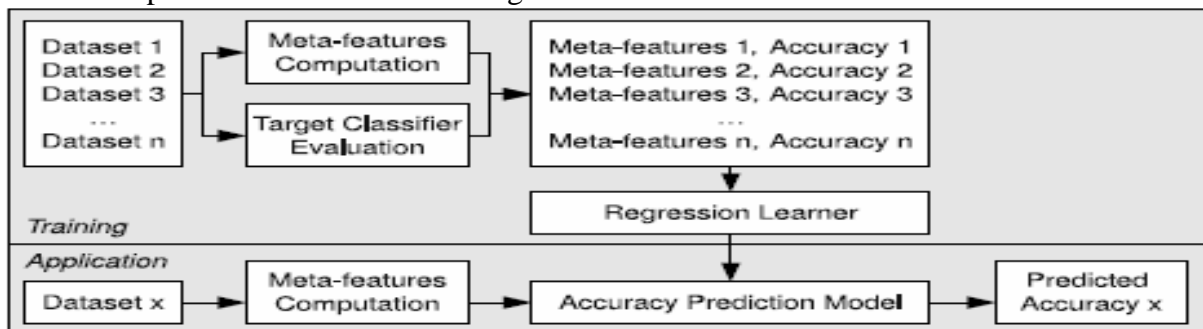 Dataset 1
Dataset 2
Dataset 3
...
Dataset n
Meta-features
Computation
Target Classifier
Evaluation
Meta-features 1, Accuracy 1
Meta-features 2, Accuracy 2
Meta-features 3, Accuracy 3
...
Meta-features n, Accuracy n
Regression Learner
Training
Application
Dataset x
Meta-features
Computation
Accuracy Prediction Model
Predicted
Accuracy x